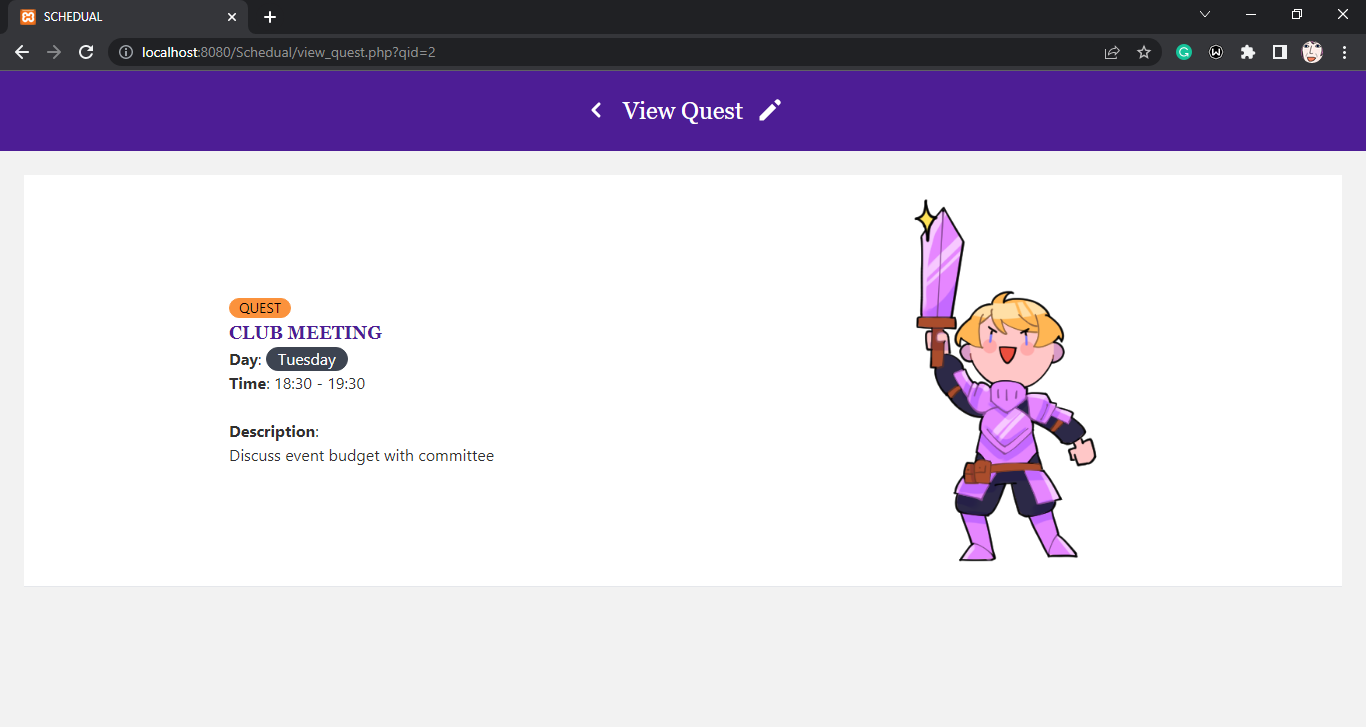 SCHEDUAL
localhost:8080/Schedual/view_quest.php?qid=2
View Quest
QUEST
CLUB MEETING
Day: Tuesday
Time: 18:30 - 19:30
Description:
Discuss event budget with committee